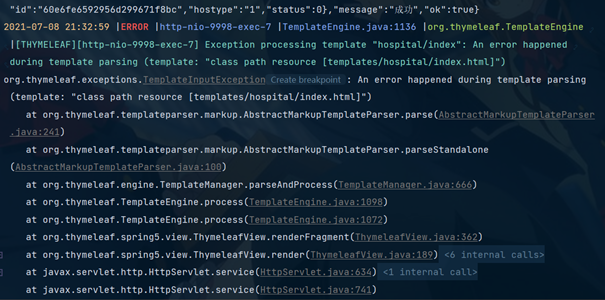 "id":"60e6fe6592956d299671f8bc","hostype":"1","status":0},"message":"成功","ok":true}
2021-07-08 21:32:59 |ERROR |http-nio-9998-exec-7 |TemplateEngine.java:1136 |org.thymeleaf.TemplateEngine
|[THYMELEAF][http-nio-9998-exec-7] Exception processing template "hospital/index": An error happened
during template parsing (template: "class path resource [templates/hospital/index.html]")
org.thymeleaf.exceptions.TemplateInputException Create breakpoint : An error happened during template parsing
(template: "class path resource [templates/hospital/index.html]")
at org.thymeleaf.templateparser.markup.AbstractMarkupTemplateParser.parse(AbstractMarkupTemplateParser
.java:241)
at org.thymeleaf.templateparser.markup.AbstractMarkupTemplateParser.parseStandalone
(AbstractMarkupTemplateParser.java:100)
at org.thymeleaf.engine.TemplateManager.parseAndProcess(TemplateManager.java:666)
at org.thymeleaf.TemplateEngine.process(TemplateEngine.java:1098)
at org.thymeleaf.TemplateEngine.process(TemplateEngine.java:1072)
at org.thymeleaf.spring5.view.ThymeleafView.renderFragment(ThymeleafView.java:362)
at org.thymeleaf.spring5.view.ThymeleafView.render(ThymeleafView.java:189) <6 internal calls>
at javax.servlet.http.HttpServlet.service(HttpServlet.java:634) <1 internal call>
at javax.servlet.http.HttpServlet.service(HttpServlet.java:741)